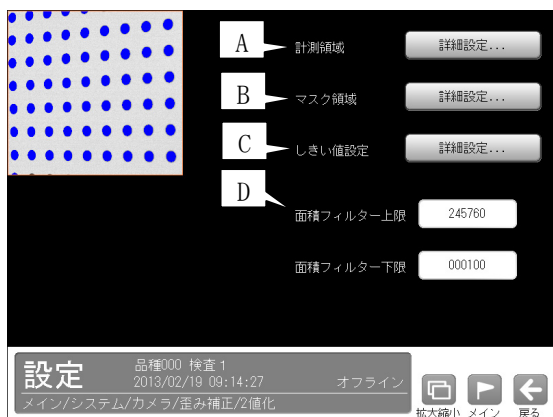 A
計測領域
詳細設定...
B
マスク領域
詳細設定...
C
しきい値設定
詳細設定...
D
面積フィルター上限
245760
面積フィルター下限
000100
設定
品種000 検査1
2013/02/19 09:14:27
オフライン
メイン/システム/カメラ/歪み補正/2値化
拡大縮小 メイン 戻る